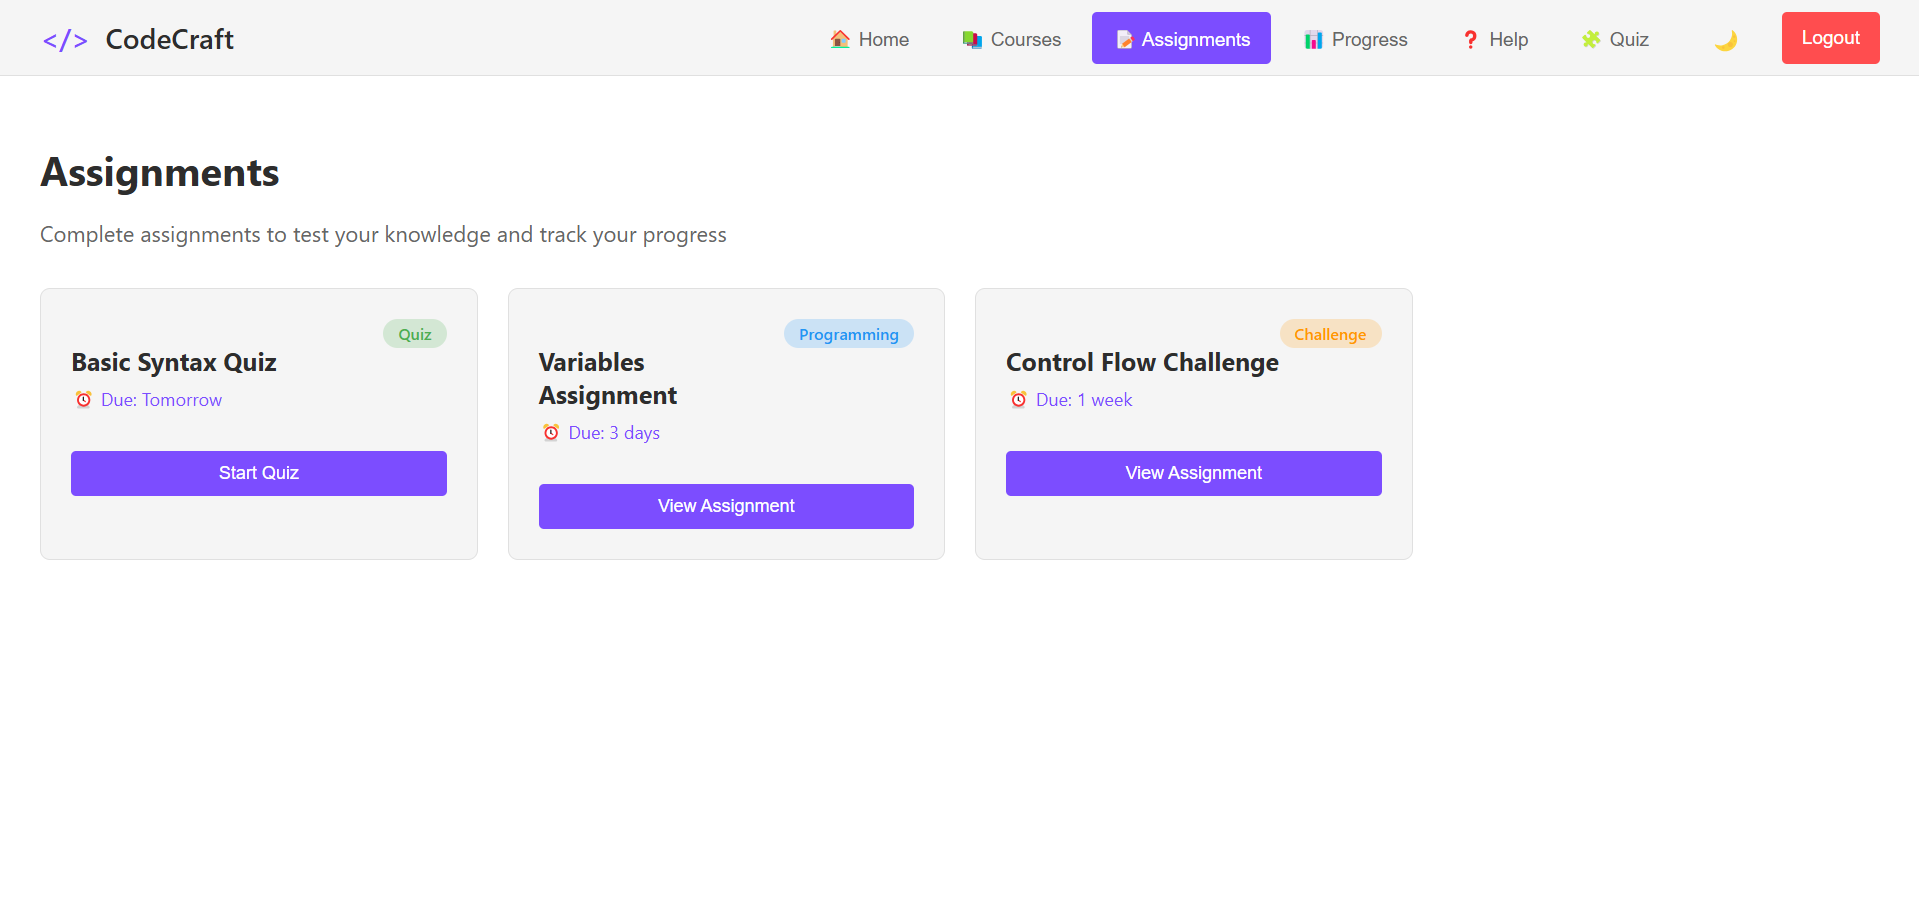 </> CodeCraft
Home Courses Assignments Progress Help Quiz Logout
Assignments
Complete assignments to test your knowledge and track your progress
Quiz
Basic Syntax Quiz
Due: Tomorrow
Start Quiz
Programming
Variables
Assignment
Due: 3 days
View Assignment
Challenge
Control Flow Challenge
Due: 1 week
View Assignment